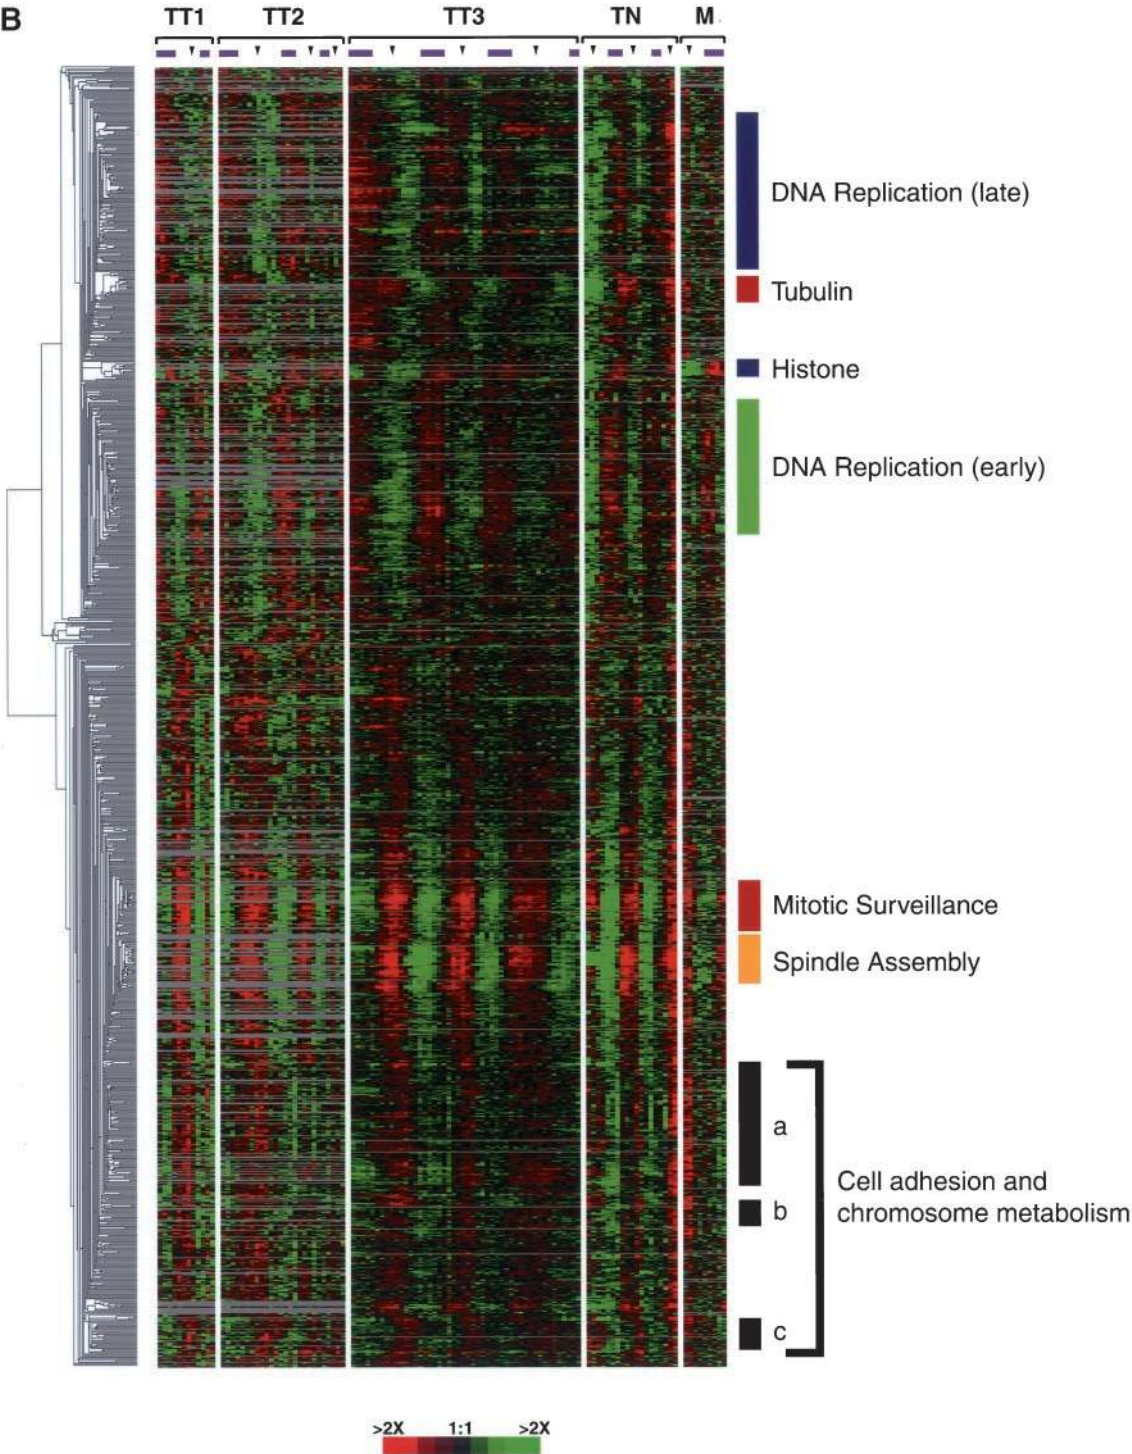 B
TT1 TT2 TT3 TN M
DNA Replication (late)
Tubulin
Histone
DNA Replication (early)
Mitotic Surveillance
Spindle Assembly
a
b
c
Cell adhesion and
chromosome metabolism
>2X 1:1 >2X